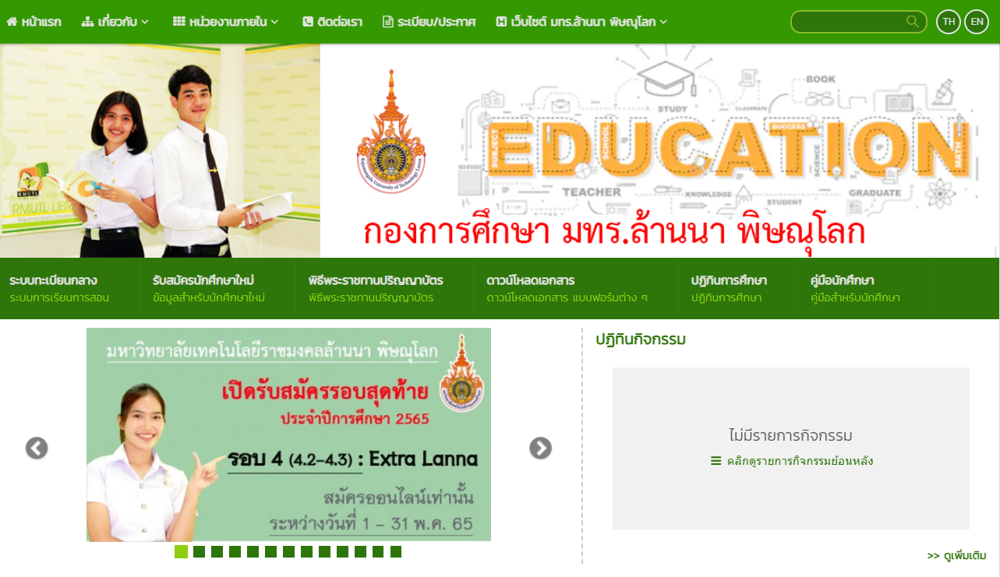 หน้าแรก เกี่ยวกับ หน่วยงานภายใน ติดต่อเรา ระเบียบ/ประกาศ เว็บไซต์ มทร.ล้านนา พิษณุโลก TH EN
BOOK
STUDY
CLASSMATE
SUBJECT
SCHOOL
SUCCESS
SCIENCE
MATH
EDUCATION
TEACHER
LESSON
KNOWLEDGE
STUDENT
GRADUATE
Rajamangala University of Technology Lanna
RMUTL
RMUTL LIBR
Rajamangala Univers
กองการศึกษา มทร.ล้านนา พิษณุโลก
ระบบทะเบียนกลาง
ระบบการเรียนการสอน
รับสมัครนักศึกษาใหม่
ข้อมูลสำหรับนักศึกษาใหม่
พิธีพระราชทานปริญญาบัตร
พิธีพระราชทานปริญญาบัตร
ดาวน์โหลดเอกสาร
ดาวน์โหลดเอกสาร แบบฟอร์มต่าง ๆ
ปฏิทินการศึกษา
ปฏิทินการศึกษา
คู่มือนักศึกษา
คู่มือสำหรับนักศึกษา
มหาวิทยาลัยเทคโนโลยีราชมงคลล้านนา พิษณุโลก
เปิดรับสมัครรอบสุดท้าย
ประจำปีการศึกษา 2565
รอบ 4 (4.2-4.3) : Extra Lanna
สมัครออนไลน์เท่านั้น
ระหว่างวันที่ 1 - 31 พ.ค. 65
ปฏิทินกิจกรรม
ไม่มีรายการกิจกรรม
คลิกดูรายการกิจกรรมย้อนหลัง
>> ดูเพิ่มเติม